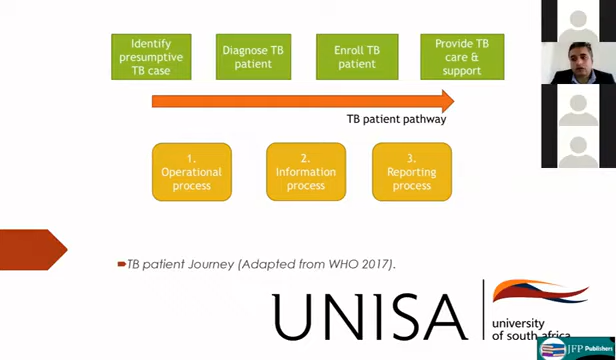 Identify
presumptive
TB case
Diagnose TB
patient
Enroll TB
patient
Provide TB
care &
support
TB patient pathway
1.
Operational
process
2.
Information
process
3.
Reporting
process
TB patient Journey (Adapted from WHO 2017).
UNISA
university
of south africa
JFP Publishers